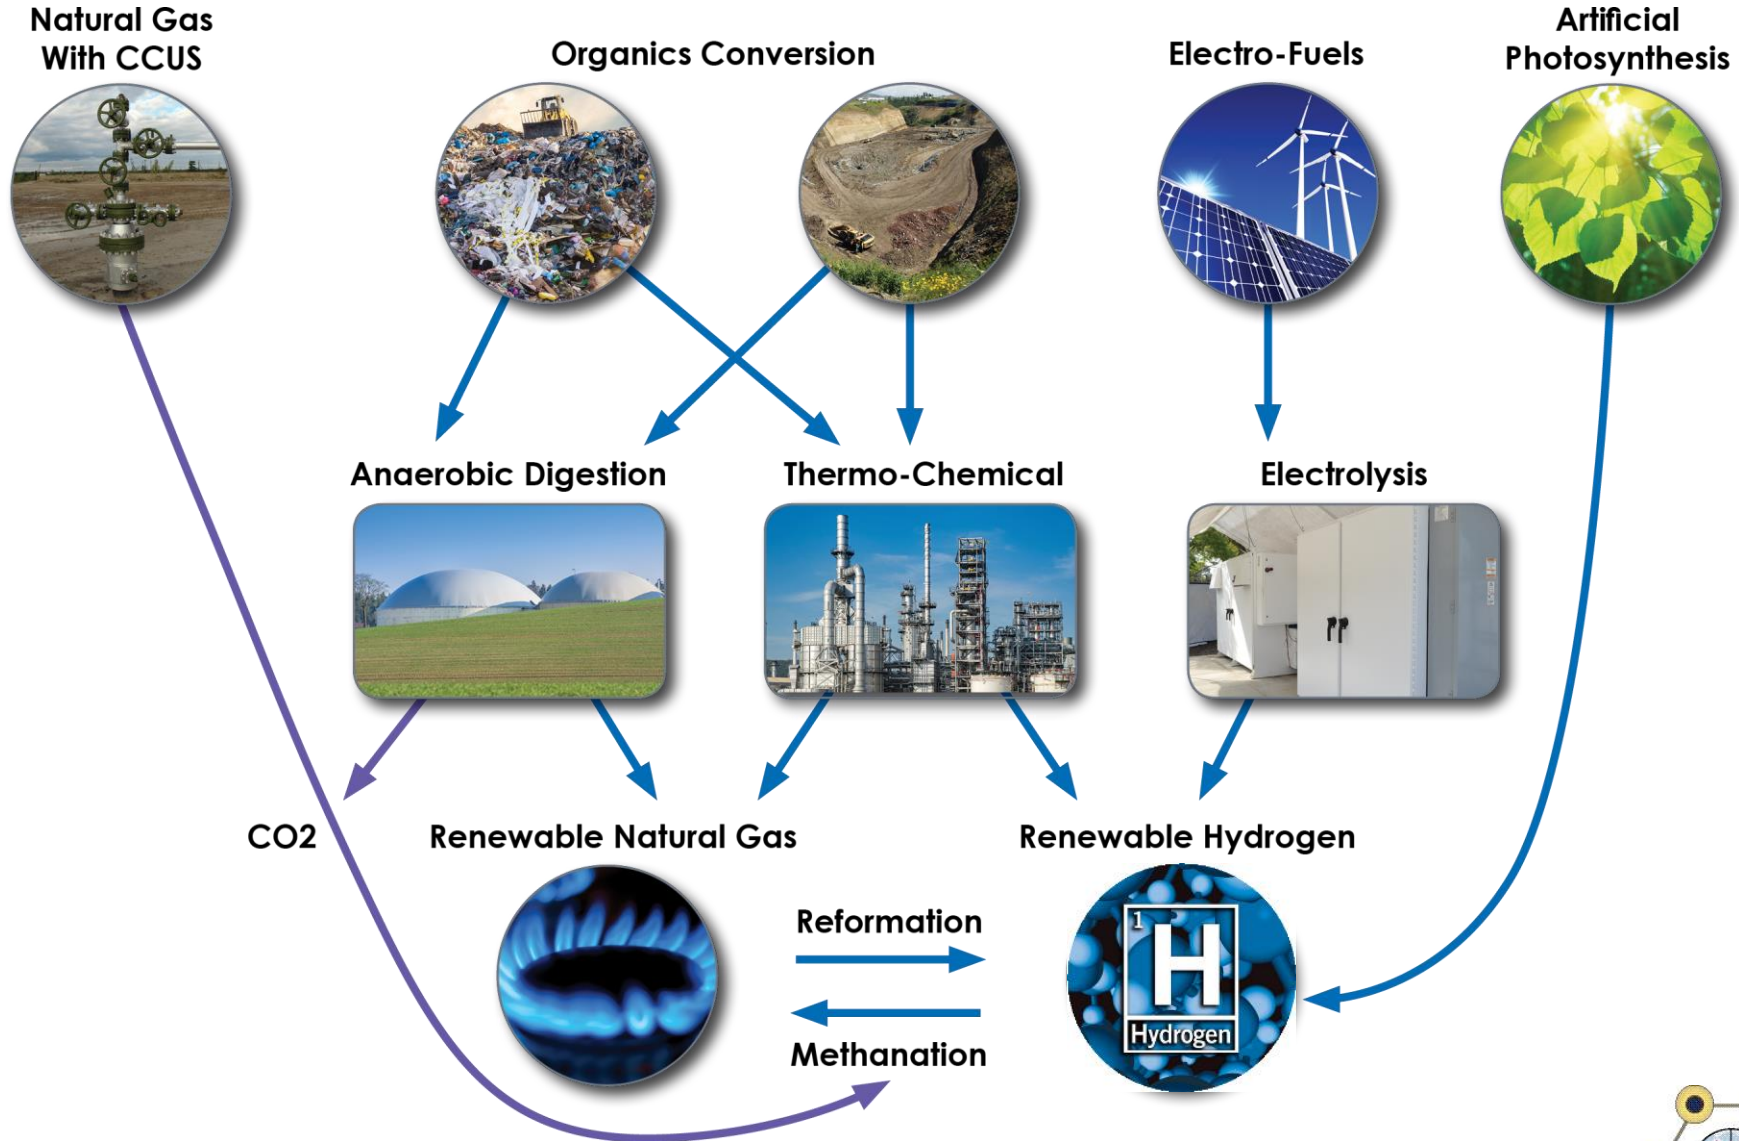 Natural Gas
With CCUS
Organics Conversion
Electro-Fuels
Artificial
Photosynthesis
Anaerobic Digestion
Thermo-Chemical
Electrolysis
CO2
Renewable Natural Gas
Renewable Hydrogen
Reformation
Methanation
1
H
Hydrogen